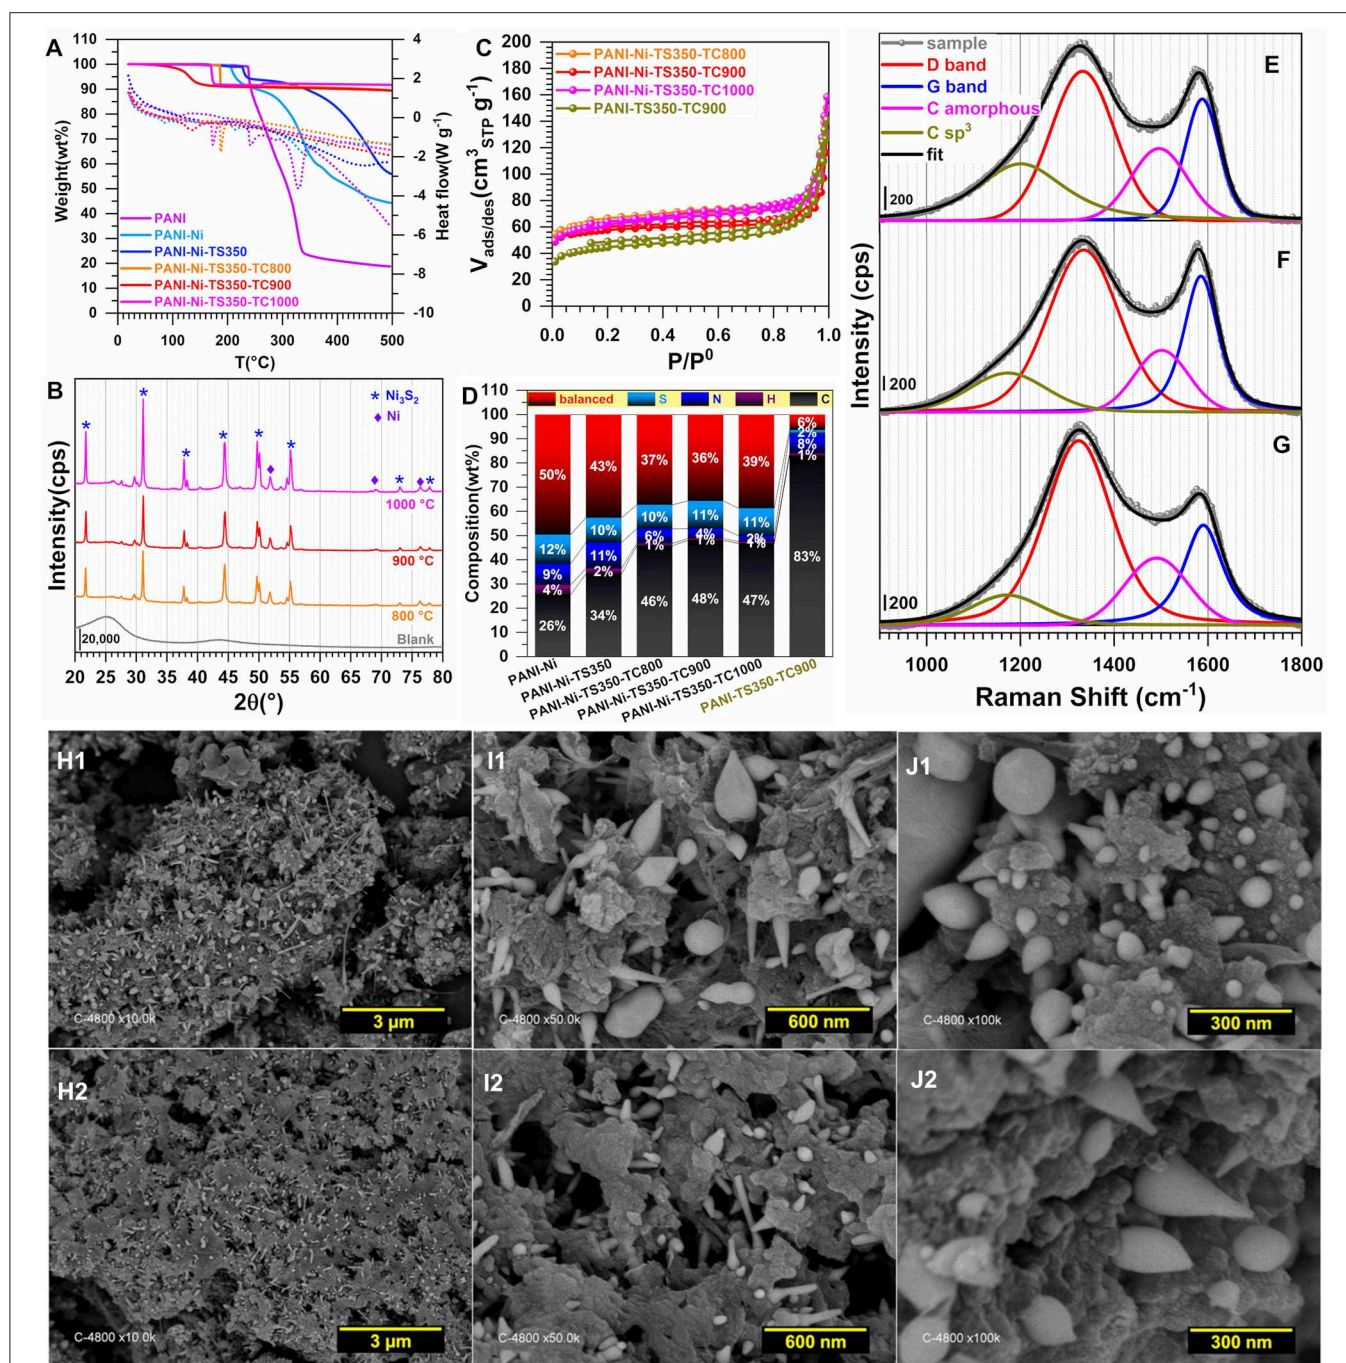 A
110
100
90
80
70
60
50
40
30
20
10
0
Weight(wt%)
4
2
0
-2
-4
-6
-8
-10
Heat flow(W g⁻¹)
PANI
PANI-Ni
PANI-Ni-TS350
PANI-Ni-TS350-TC800
PANI-Ni-TS350-TC900
PANI-Ni-TS350-TC1000
0 100 200 300 400 500
T(°C)
C
200
180
160
140
120
100
80
60
40
20
0
V ads/des(cm³ STP g⁻¹)
PANI-Ni-TS350-TC800
PANI-Ni-TS350-TC900
PANI-Ni-TS350-TC1000
PANI-TS350-TC900
0.0 0.2 0.4 0.6 0.8 1.0
P/P⁰
B
* Ni₃S₂
♦ Ni
Intensity(cps)
1000 °C
900 °C
800 °C
Blank
20,000
20 25 30 35 40 45 50 55 60 65 70 75 80
2θ(°)
D
110
100
90
80
70
60
50
40
30
20
10
0
Composition(wt%)
balanced S N H C
50% 43% 37% 36% 39% 6%
12% 10% 10% 11% 11% 2%
9% 11% 6% 4% 2% 8%
4% 2% 1% 1% 1% 1%
26% 34% 46% 48% 47% 83%
PANI-Ni
PANI-Ni-TS350
PANI-Ni-TS350-TC800
PANI-Ni-TS350-TC900
PANI-Ni-TS350-TC1000
PANI-TS350-TC900
sample
D band
G band
C amorphous
C sp³
fit
E
200
F
200
G
200
Intensity (cps)
1000 1200 1400 1600 1800
Raman Shift (cm⁻¹)
H1
C-4800 x10.0k
3 µm
I1
C-4800 x50.0k
600 nm
J1
C-4800 x100k
300 nm
H2
C-4800 x10.0k
3 µm
I2
C-4800 x50.0k
600 nm
J2
C-4800 x100k
300 nm